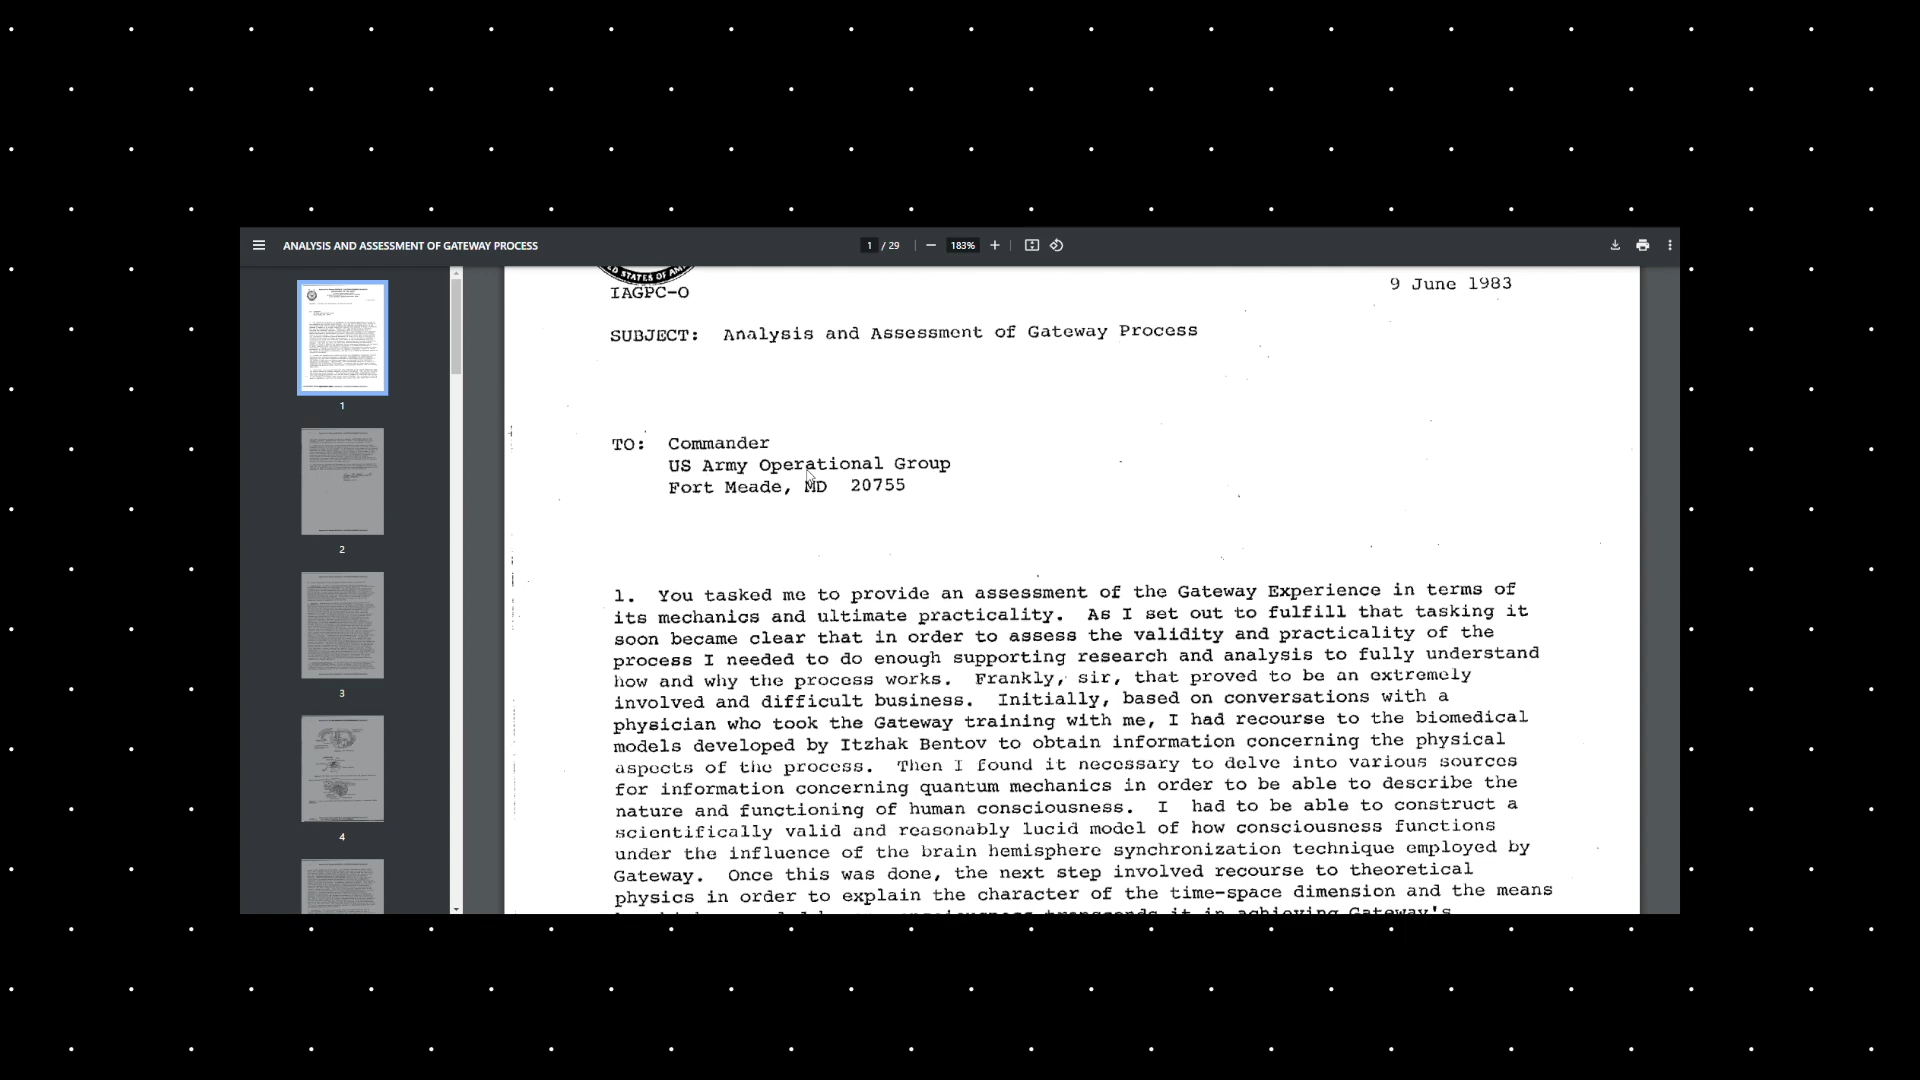 ANALYSIS AND ASSESSMENT OF GATEWAY PROCESS
1 / 29
183%
1
2
3
4
ED STATES OF AM
IAGPC-O
9 June 1983
SUBJECT: Analysis and Assessment of Gateway Process
TO: Commander
US Army Operational Group
Fort Meade, MD 20755
1. You tasked me to provide an assessment of the Gateway Experience in terms of
its mechanics and ultimate practicality. As I set out to fulfill that tasking it
soon became clear that in order to assess the validity and practicality of the
process I needed to do enough supporting research and analysis to fully understand
how and why the process works. Frankly, sir, that proved to be an extremely
involved and difficult business. Initially, based on conversations with a
physician who took the Gateway training with me, I had recourse to the biomedical
models developed by Itzhak Bentov to obtain information concerning the physical
aspects of the process. Then I found it necessary to delve into various sources
for information concerning quantum mechanics in order to be able to describe the
nature and functioning of human consciousness. I had to be able to construct a
scientifically valid and reasonably lucid model of how consciousness functions
under the influence of the brain hemisphere synchronization technique employed by
Gateway. Once this was done, the next step involved recourse to theoretical
physics in order to explain the character of the time-space dimension and the means
consciousness transcends it in achieving Gateway's